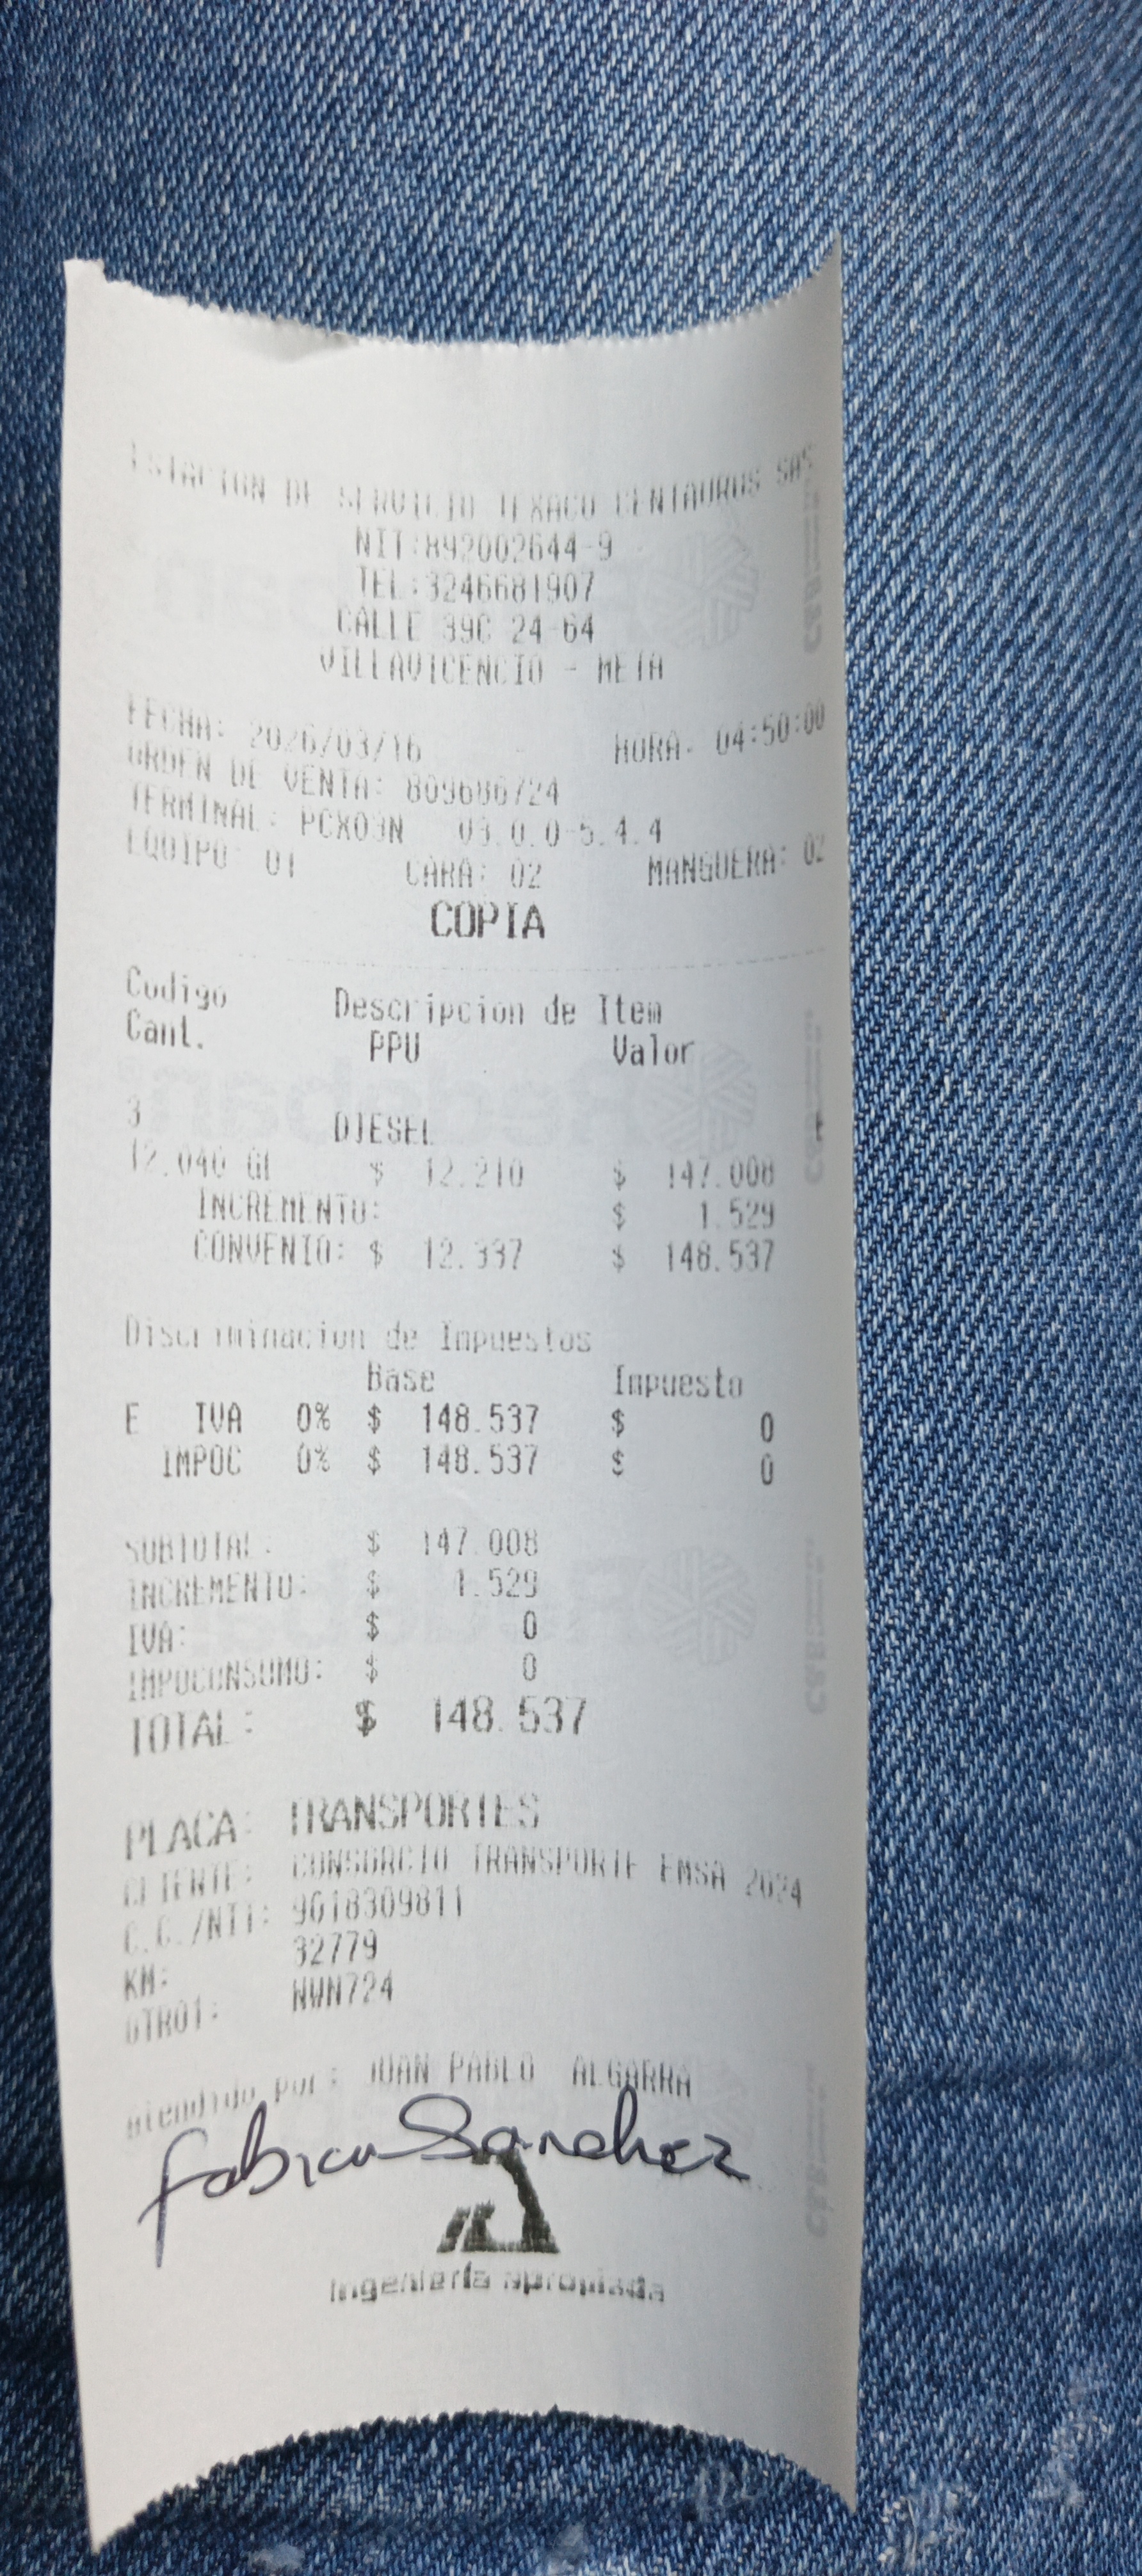 ESTACION DE SERVICIO TEXACO CENTAUROS SAS
NIT:892002644-9
TEL:3246681907
CALLE 39C 24-64
VILLAVICENCIO - META
FECHA: 2026/03/16 HORA: 04:50:00
ORDEN DE VENTA: 809686724
TERMINAL: PCX03N 03.0.0-5.4.4
EQUIPO: 01 CARA: 02 MANGUERA: 02
COPIA
Codigo Descripcion de Item
Cant. PPU Valor
3 DIESEL
12.040 Gl $ 12.210 $ 147.008
INCREMENTO: $ 1.529
CONVENIO: $ 12.337 $ 148.537
Discriminacion de Impuestos
Base Impuesto
E IVA 0% $ 148.537 $ 0
IMPOC 0% $ 148.537 $ 0
SUBTOTAL: $ 147.008
INCREMENTO: $ 1.529
IVA: $ 0
IMPOCONSUMO: $ 0
TOTAL: $ 148.537
PLACA: TRANSPORTES
CLIENTE: CONSORCIO TRANSPORTE EMSA 2024
C.C./NIT: 9018309811
KM: 32779
OTRO1: NWN724
Atendido por: JUAN PABLO ALGARRA
fabian Sanchez
Ingeniería apropiada